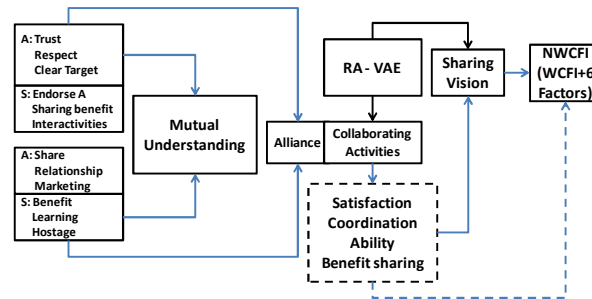 A: Trust
Respect
Clear Target
S: Endorse A
Sharing benefit
Interactivities
A: Share
Relationship
Marketing
S: Benefit
Learning
Hostage
Mutual
Understanding
Alliance
RA - VAE
Collaborating
Activities
Satisfaction
Coordination
Ability
Benefit sharing
Sharing
Vision
NWCFI
(WCFI+6
Factors)